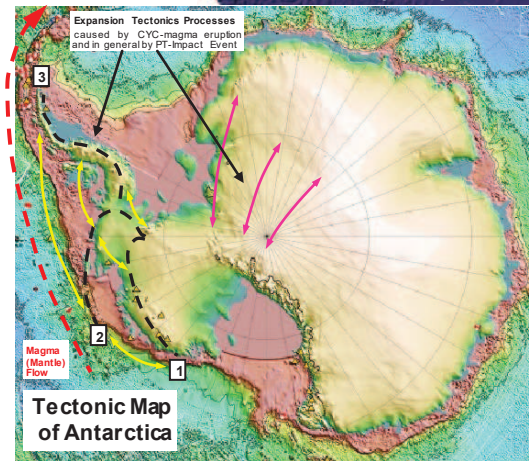 Expansion Tectonics Processes
caused by CYC-magma eruption
and in general by PT-Impact Event
3
2
1
Magma
(Mantle)
Flow
Tectonic Map
of Antarctica